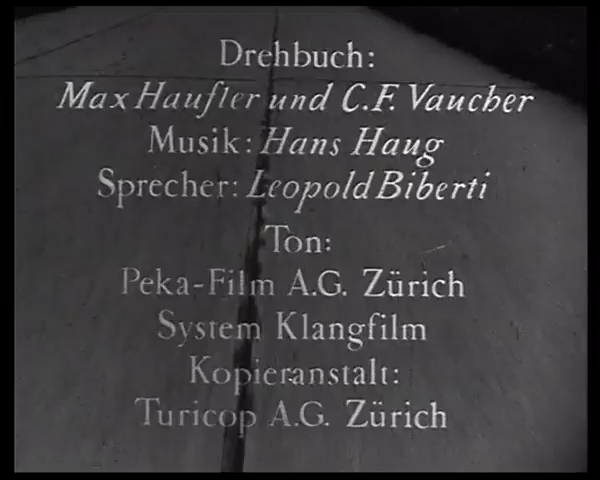 Drehbuch:
Max Haufler und C.F. Vaucher
Musik: Hans Haug
Sprecher: Leopold Biberti
Ton:
Peka-Film A.G. Zürich
System Klangfilm
Kopieranstalt:
Turicop A.G. Zürich